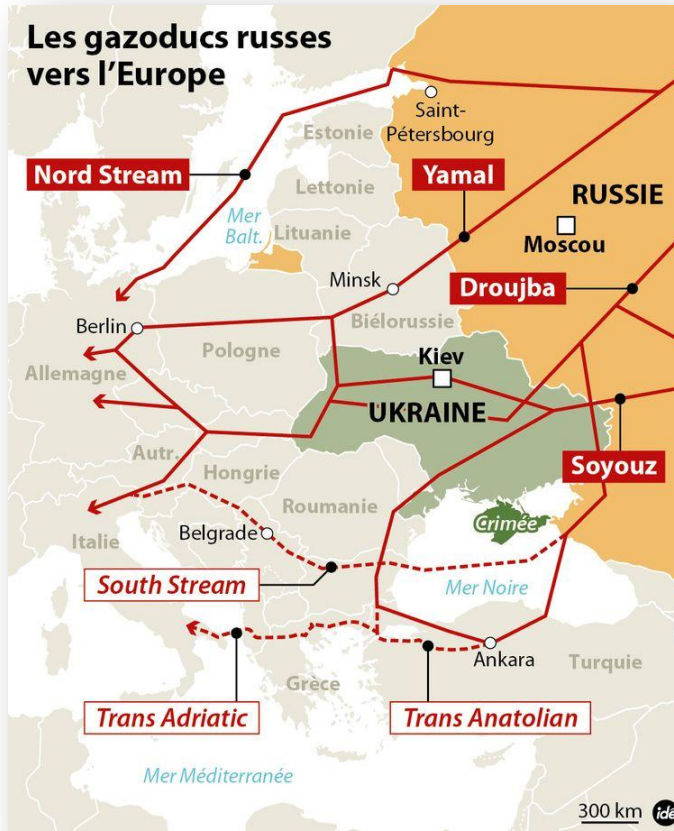 Les gazoducs russes
vers l'Europe
Saint-
Pétersbourg
Estonie
Nord Stream
Lettonie
Yamal
RUSSIE
Mer
Balt.
Lituanie
Moscou
Minsk
Droujba
Berlin
Biélorussie
Pologne
Kiev
Allemagne
UKRAINE
Autr.
Soyouz
Hongrie
Roumanie
Crimée
Belgrade
Italie
South Stream
Mer Noire
Ankara
Turquie
Grèce
Trans Adriatic
Trans Anatolian
Mer Méditerranée
300 km
idé